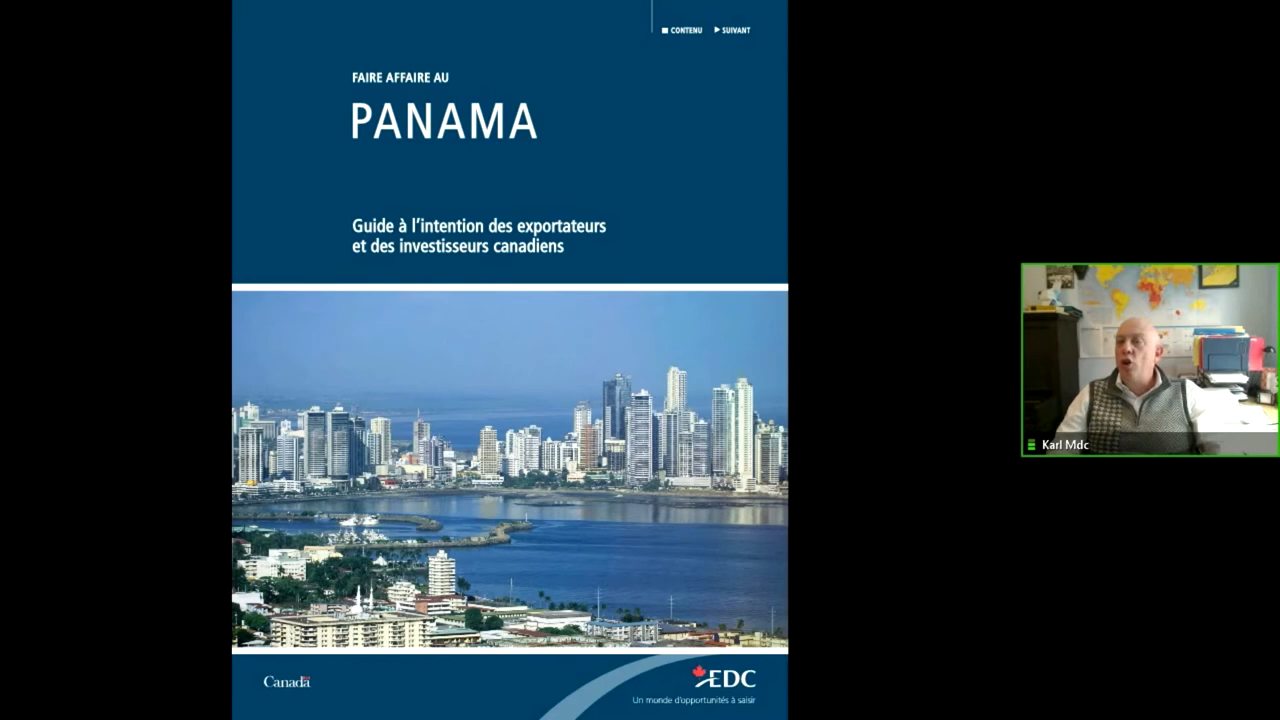 CONTENU
SUIVANT
FAIRE AFFAIRE AU
PANAMA
Guide à l'intention des exportateurs
et des investisseurs canadiens
Canada
EDC
Un monde d'opportunités à saisir
Karl Mdc